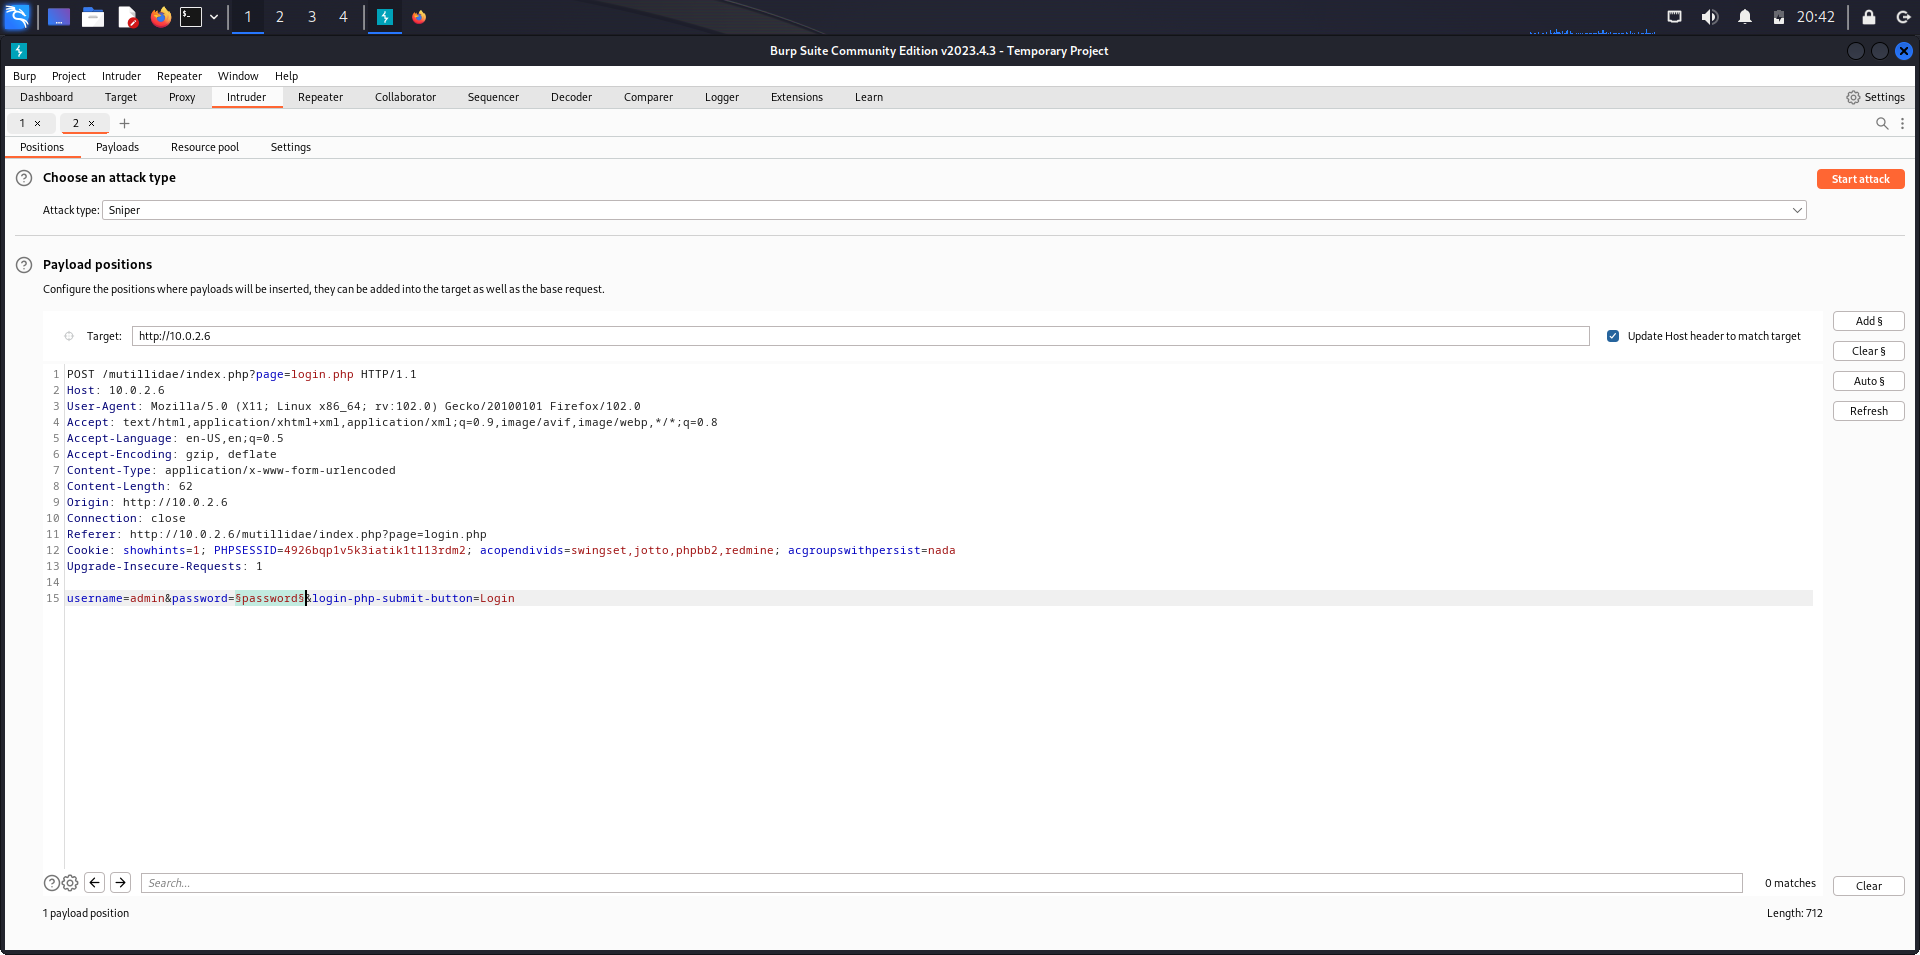 1 2 3 4 20:42
Burp Suite Community Edition v2023.4.3 - Temporary Project
Burp Project Intruder Repeater Window Help
Dashboard Target Proxy Intruder Repeater Collaborator Sequencer Decoder Comparer Logger Extensions Learn Settings
1 × 2 × +
Positions Payloads Resource pool Settings
? Choose an attack type Start attack
Attack type: Sniper
? Payload positions
Configure the positions where payloads will be inserted, they can be added into the target as well as the base request.
Target: http://10.0.2.6 Update Host header to match target
Add §
Clear §
Auto §
Refresh
1 POST /mutillidae/index.php?page=login.php HTTP/1.1
2 Host: 10.0.2.6
3 User-Agent: Mozilla/5.0 (X11; Linux x86_64; rv:102.0) Gecko/20100101 Firefox/102.0
4 Accept: text/html,application/xhtml+xml,application/xml;q=0.9,image/avif,image/webp,*/*;q=0.8
5 Accept-Language: en-US,en;q=0.5
6 Accept-Encoding: gzip, deflate
7 Content-Type: application/x-www-form-urlencoded
8 Content-Length: 62
9 Origin: http://10.0.2.6
10 Connection: close
11 Referer: http://10.0.2.6/mutillidae/index.php?page=login.php
12 Cookie: showhints=1; PHPSESSID=4926bqp1v5k3iatik1tl13rdm2; acopendivids=swingset,jotto,phpbb2,redmine; acgroupswithpersist=nada
13 Upgrade-Insecure-Requests: 1
14
15 username=admin&password=§password§&login-php-submit-button=Login
? Search... 0 matches Clear
1 payload position Length: 712